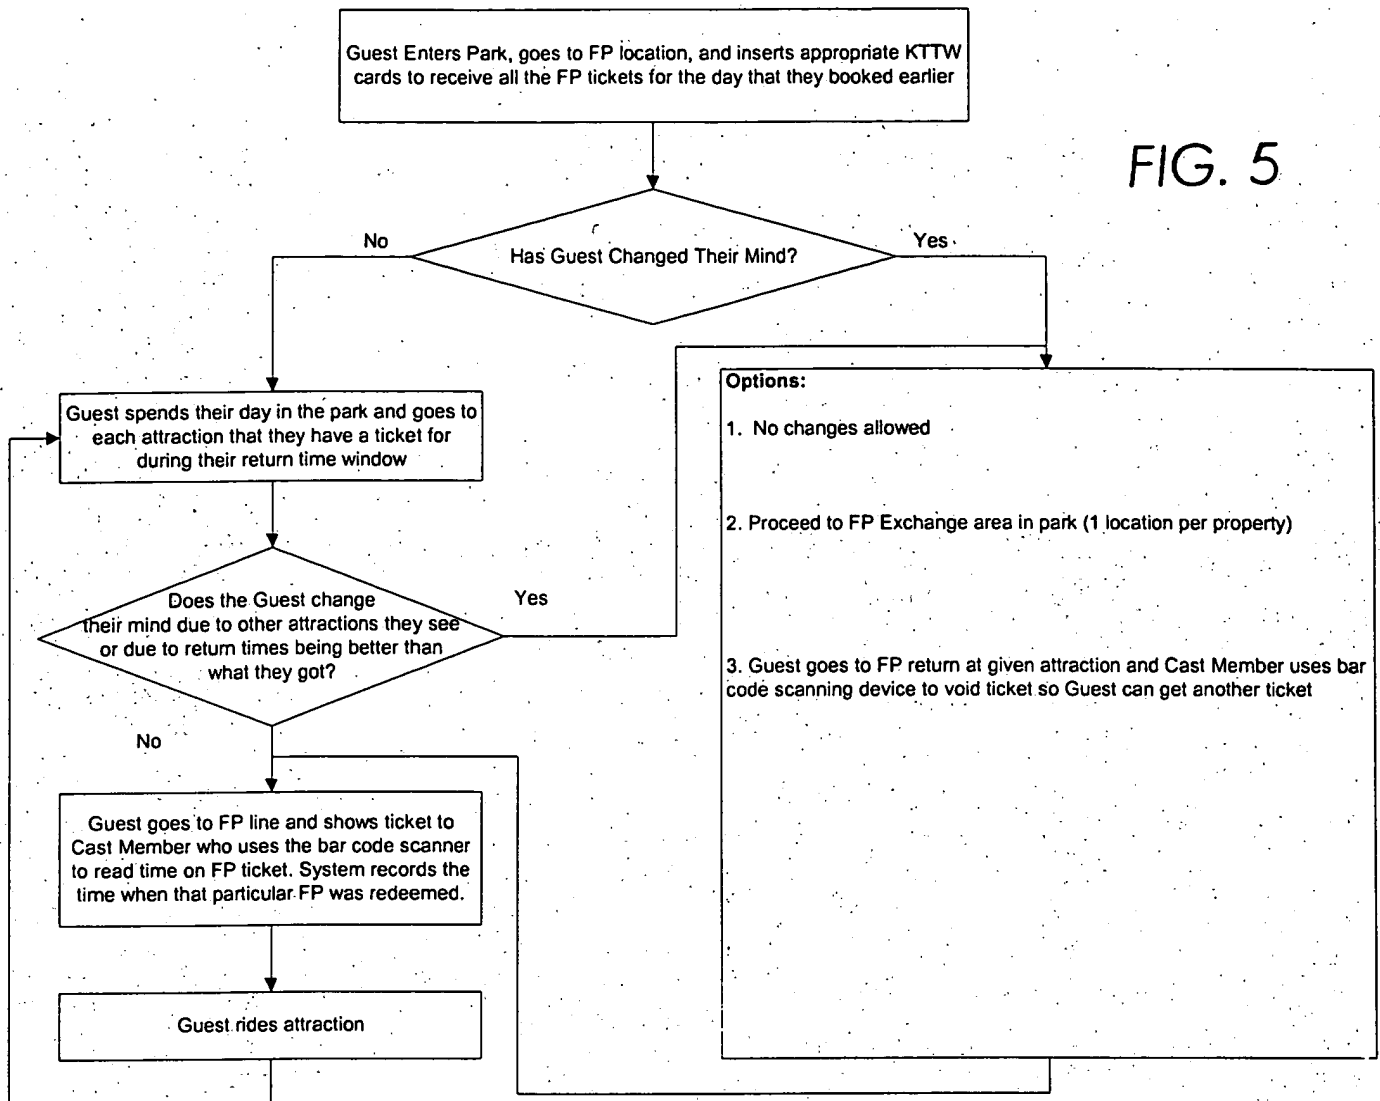 Guest Enters Park, goes to FP location, and inserts appropriate KTTW
cards to receive all the FP tickets for the day that they booked earlier
FIG. 5
No
Has Guest Changed Their Mind?
Yes
Guest spends their day in the park and goes to
each attraction that they have a ticket for
during their return time window
Options:
1. No changes allowed
2. Proceed to FP Exchange area in park (1 location per property)
3. Guest goes to FP return at given attraction and Cast Member uses bar
code scanning device to void ticket so Guest can get another ticket
Does the Guest change
their mind due to other attractions they see
or due to return times being better than
what they got?
Yes
No
Guest goes to FP line and shows ticket to
Cast Member who uses the bar code scanner
to read time on FP ticket. System records the
time when that particular FP was redeemed.
Guest rides attraction